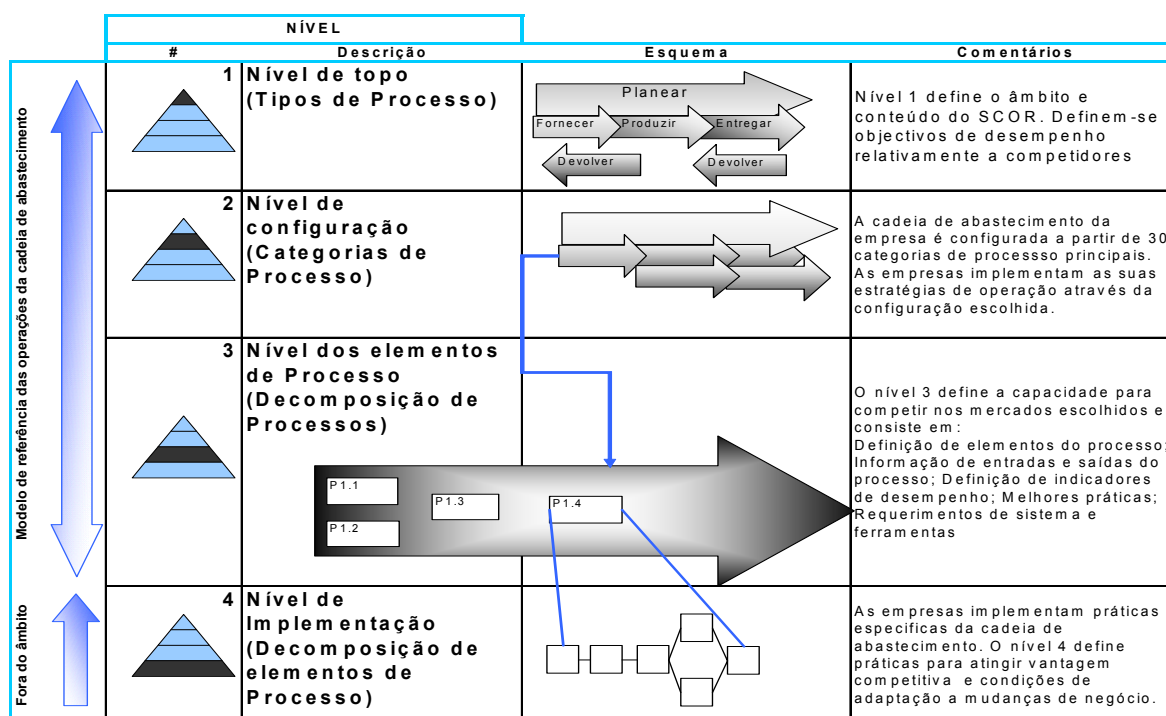 NÍVEL
# Descrição Esquema Comentários
Modelo de referência das operações da cadeia de abastecimento
1 Nível de topo
(Tipos de Processo)
Planear
Fornecer Produzir Entregar
Devolver Devolver
Nível 1 define o âmbito e
conteúdo do SCOR. Definem-se
objectivos de desempenho
relativamente a competidores
2 Nível de
configuração
(Categorias de
Processo)
A cadeia de abastecimento da
empresa é configurada a partir de 30
categorias de processso principais.
As empresas implementam as suas
estratégias de operação através da
configuração escolhida.
3 Nível dos elementos
de Processo
(Decomposição de
Processos)
P1.1
P1.2
P1.3
P1.4
O nível 3 define a capacidade para
competir nos mercados escolhidos e
consiste em:
Definição de elementos do processo;
Informação de entradas e saídas do
processo; Definição de indicadores
de desempenho; Melhores práticas;
Requerimentos de sistema e
ferramentas
Fora do âmbito
4 Nível de
Implementação
(Decomposição de
elementos de
Processo)
As empresas implementam práticas
especificas da cadeia de
abastecimento. O nível 4 define
práticas para atingir vantagem
competitiva e condições de
adaptação a mudanças de negócio.